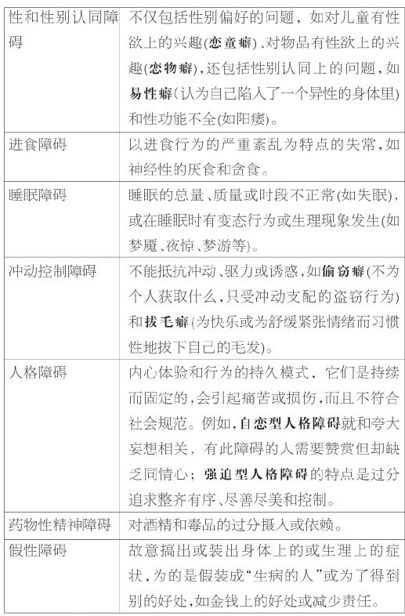 性和性别认同障碍
不仅包括性别偏好的问题，如对儿童有性
欲上的兴趣(恋童癖)、对物品有性欲上的兴
趣(恋物癖)，还包括性别认同上的问题，如
易性癖(认为自己陷入了一个异性的身体里)
和性功能不全(如阳痿)。
进食障碍
以进食行为的严重紊乱为特点的失常，如
神经性的厌食和贪食。
睡眠障碍
睡眠的总量、质量或时段不正常(如失眠)，
或在睡眠时有变态行为或生理现象发生(如
梦魇、夜惊、梦游等)。
冲动控制障碍
不能抵抗冲动、驱力或诱惑，如偷窃癖(不为
个人获取什么，只受冲动支配的盗窃行为)
和拔毛癖(为快乐或为舒缓紧张情绪而习惯
性地拔下自己的毛发)。
人格障碍
内心体验和行为的持久模式，它们是持续
而固定的，会引起痛苦或损伤，而且不符合
社会规范。例如，自恋型人格障碍就和夸大
妄想相关，有此障碍的人需要赞赏但却缺
乏同情心；强迫型人格障碍的特点是过分
追求整齐有序、尽善尽美和控制。
药物性精神障碍
对酒精和毒品的过分摄入或依赖。
假性障碍
故意搞出或装出身体上的或生理上的症
状，为的是假装成“生病的人”或为了得到
别的好处，如金钱上的好处或减少责任。